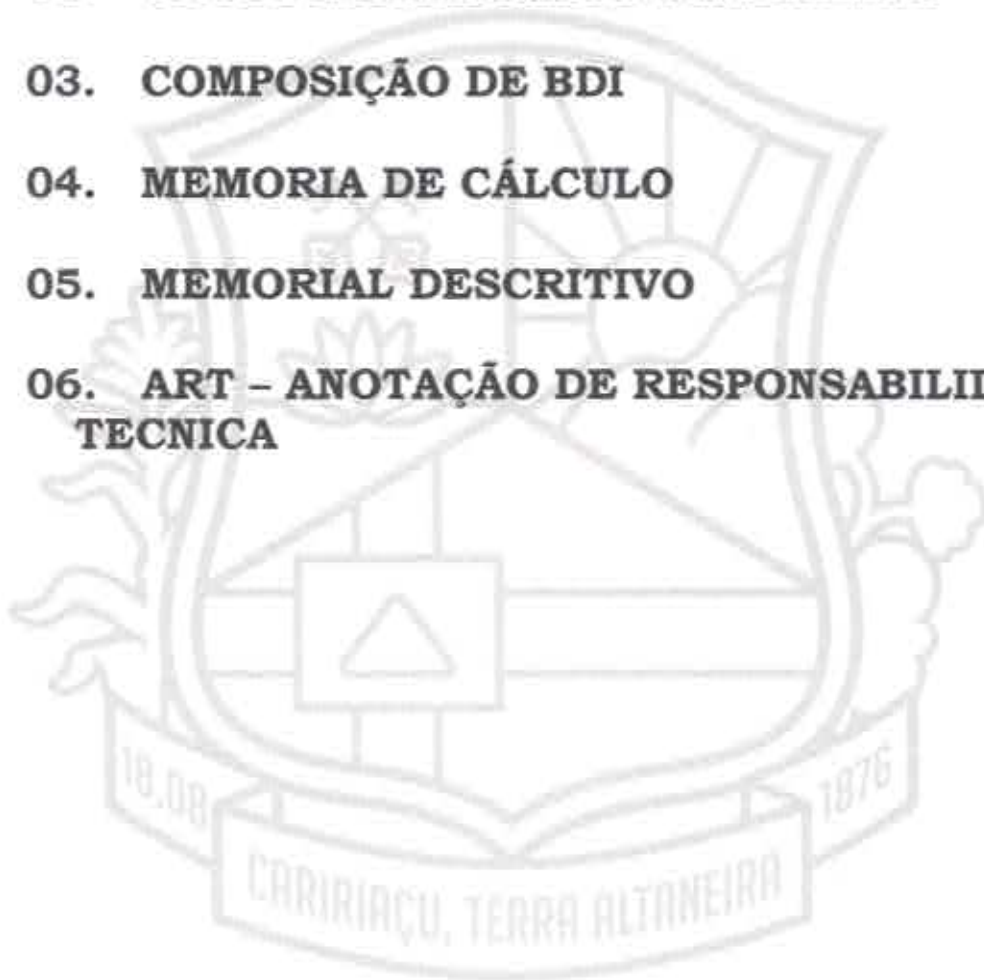 03. COMPOSIÇÃO DE BDI
04. MEMORIA DE CÁLCULO
05. MEMORIAL DESCRITIVO
06. ART – ANOTAÇÃO DE
TECNICA
18.08
1876
CARIRIAÇU, TERRA ALTANEIRA